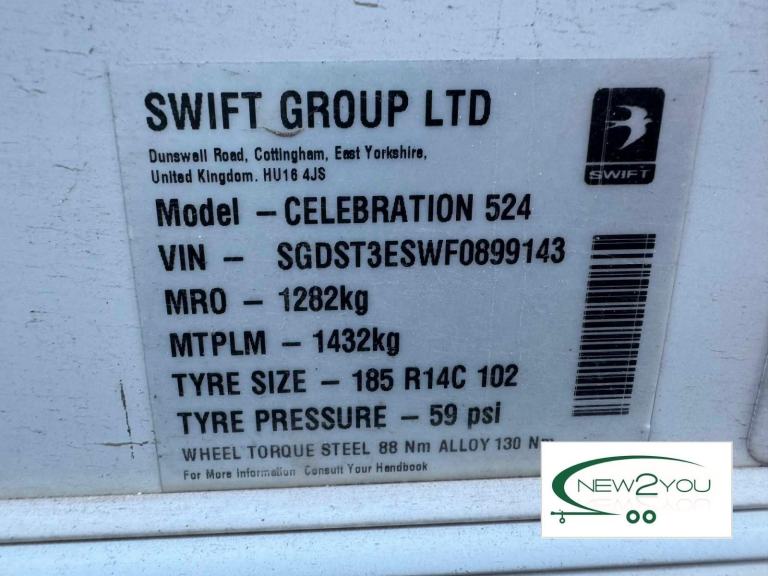 SWIFT GROUP LTD
SWIFT
Dunswell Road, Cottingham, East Yorkshire,
United Kingdom. HU16 4JS
Model – CELEBRATION 524
VIN – SGDST3ESWF0899143
MRO – 1282kg
MTPLM – 1432kg
TYRE SIZE – 185 R14C 102
TYRE PRESSURE – 59 psi
WHEEL TORQUE STEEL 88 Nm ALLOY 130 Nm
For More Information Consult Your Handbook
NEW2YOU